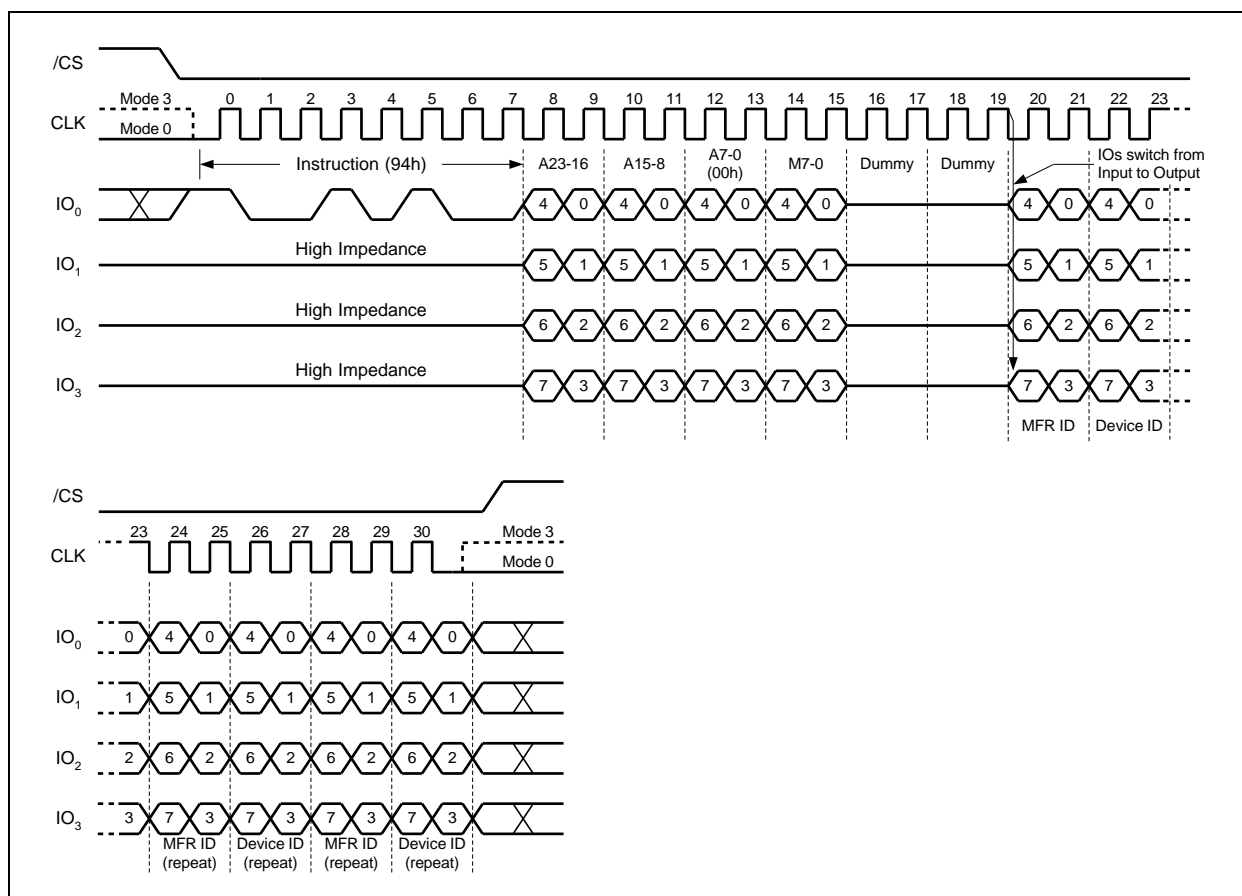 /CS
Mode 3 0 1 2 3 4 5 6 7 8 9 10 11 12 13 14 15 16 17 18 19 20 21 22 23
CLK
Mode 0
Instruction (94h) A23-16 A15-8 A7-0 (00h) M7-0 Dummy Dummy IOs switch from Input to Output
IO0 4 0 4 0 4 0 4 0 4 0 4 0
High Impedance
IO1 5 1 5 1 5 1 5 1 5 1 5 1
High Impedance
IO2 6 2 6 2 6 2 6 2 6 2 6 2
High Impedance
IO3 7 3 7 3 7 3 7 3 7 3 7 3
MFR ID Device ID
/CS
23 24 25 26 27 28 29 30 Mode 3
CLK Mode 0
IO0 0 4 0 4 0 4 0 4 0
IO1 1 5 1 5 1 5 1 5 1
IO2 2 6 2 6 2 6 2 6 2
IO3 3 7 3 7 3 7 3 7 3
MFR ID Device ID MFR ID Device ID
(repeat) (repeat) (repeat) (repeat)